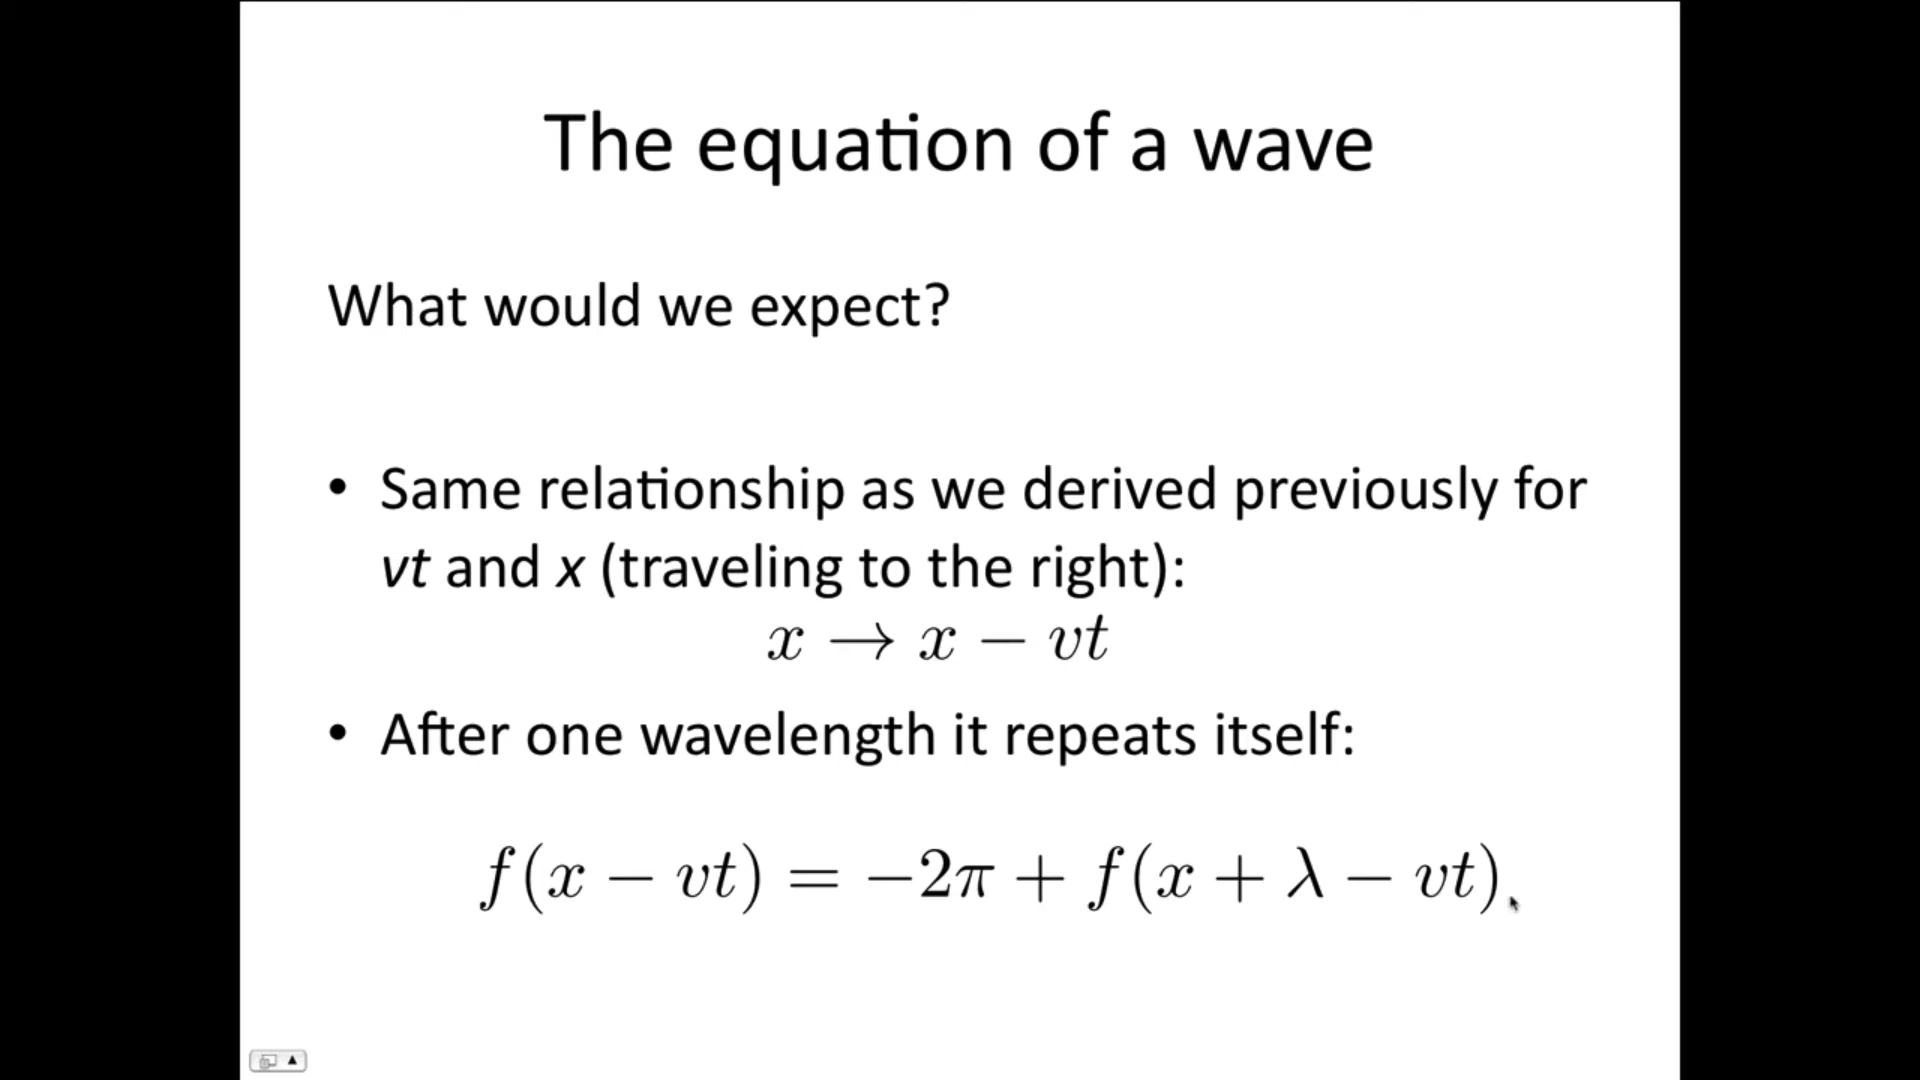 The equation of a wave
What would we expect?
• Same relationship as we derived previously for
vt and x (traveling to the right):
x → x − vt
• After one wavelength it repeats itself:
f(x − vt) = −2π + f(x + λ − vt)